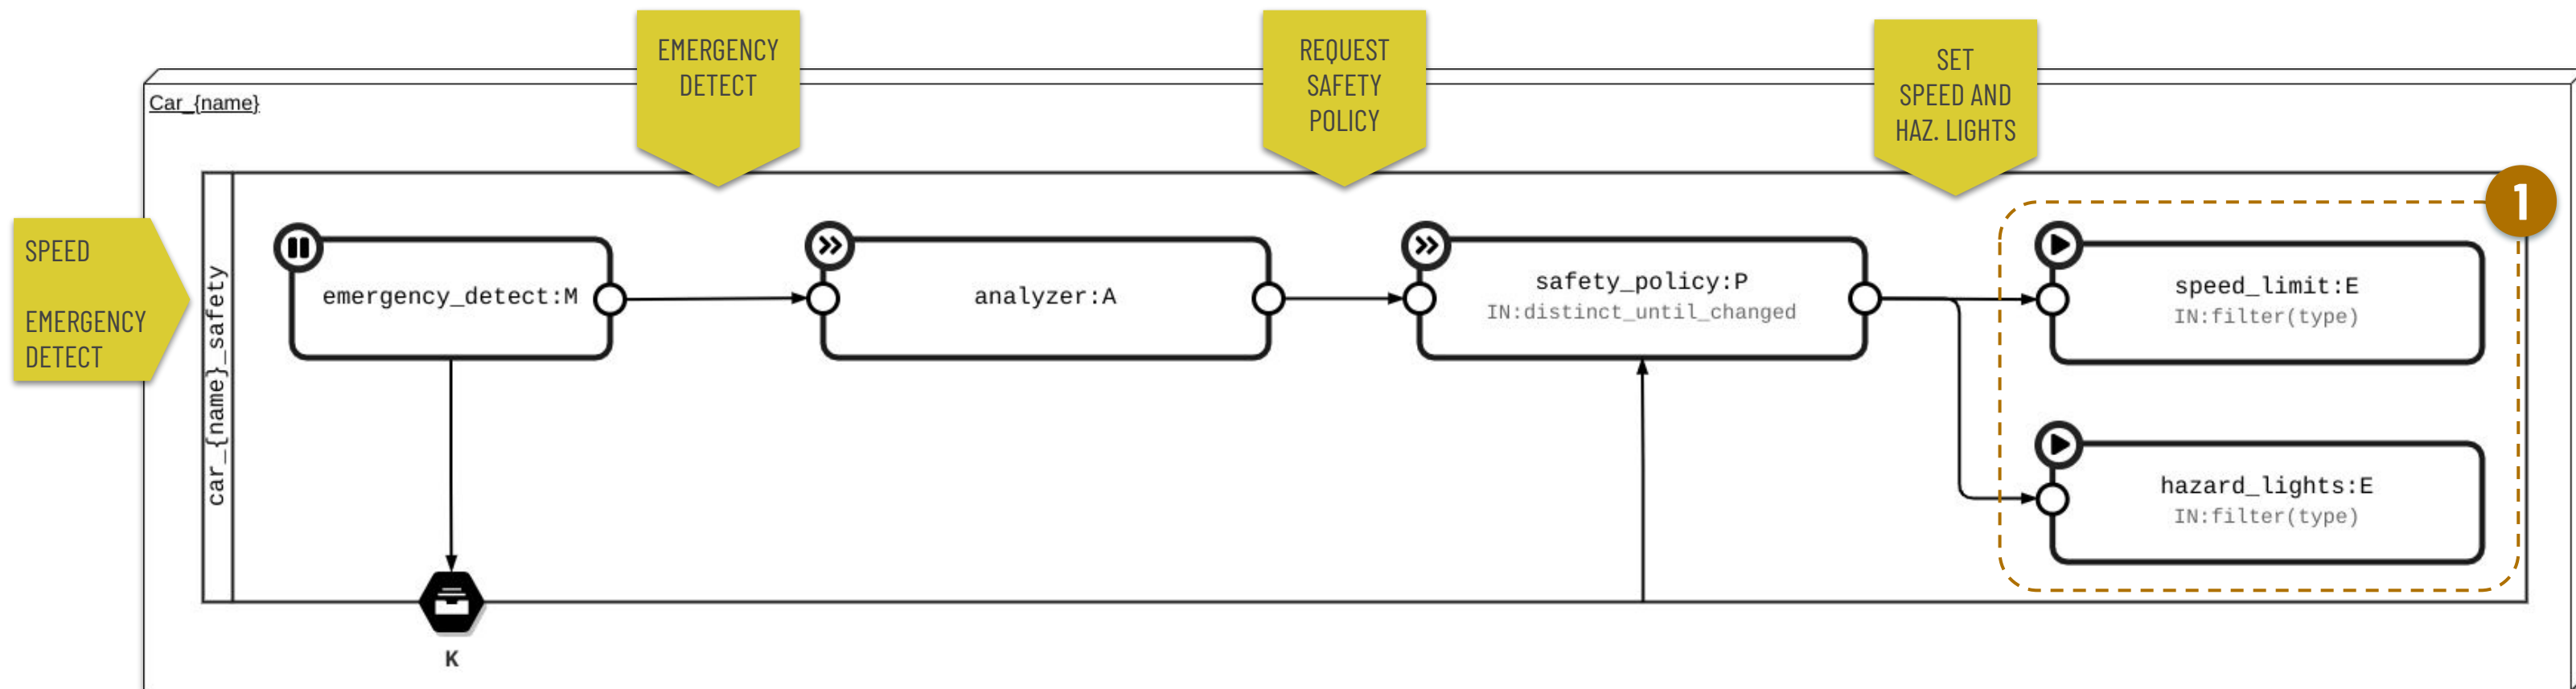 EMERGENCY
DETECT
REQUEST
SAFETY
POLICY
SET
SPEED AND
HAZ. LIGHTS
Car_{name}
1
SPEED
EMERGENCY
DETECT
car_{name}_safety
emergency_detect:M
analyzer:A
safety_policy:P
IN:distinct_until_changed
speed_limit:E
IN:filter(type)
hazard_lights:E
IN:filter(type)
K